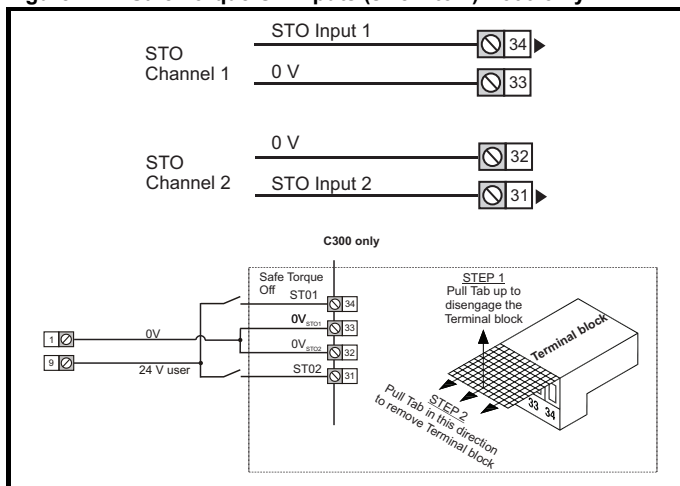 STO
Channel 1
STO Input 1
34
0 V
33
STO
Channel 2
0 V
32
STO Input 2
31
C300 only
Safe Torque
Off
ST01
34
0V STO1
33
0V STO2
32
ST02
31
1
0V
9
24 V user
STEP 1
Pull Tab up to
disengage the
Terminal block
Terminal block
33 34
STEP 2
Pull Tab in this direction
to remove Terminal block